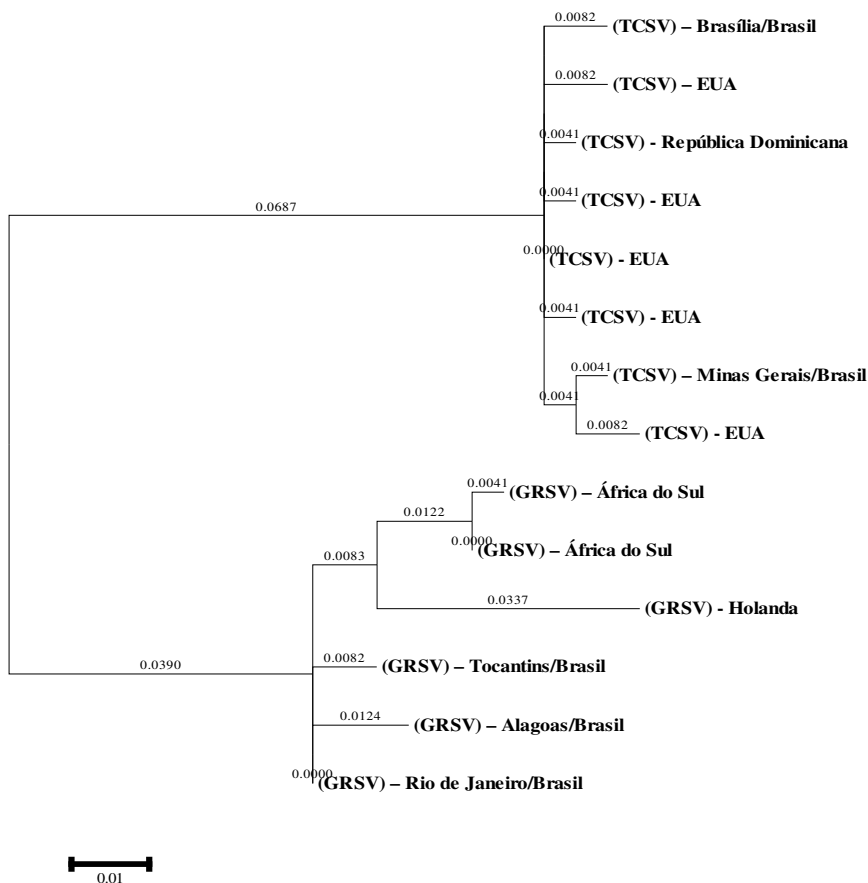 0.0082
(TCSV) – Brasília/Brasil
0.0082
(TCSV) – EUA
0.0041
(TCSV) - República Dominicana
0.0041
(TCSV) - EUA
0.0687
0.0000
(TCSV) - EUA
0.0041
(TCSV) - EUA
0.0041
(TCSV) – Minas Gerais/Brasil
0.0041
0.0082
(TCSV) - EUA
0.0041
(GRSV) – África do Sul
0.0122
0.0000
(GRSV) – África do Sul
0.0083
0.0337
(GRSV) - Holanda
0.0082
(GRSV) – Tocantins/Brasil
0.0390
0.0124
(GRSV) – Alagoas/Brasil
0.0000
(GRSV) – Rio de Janeiro/Brasil
0.01